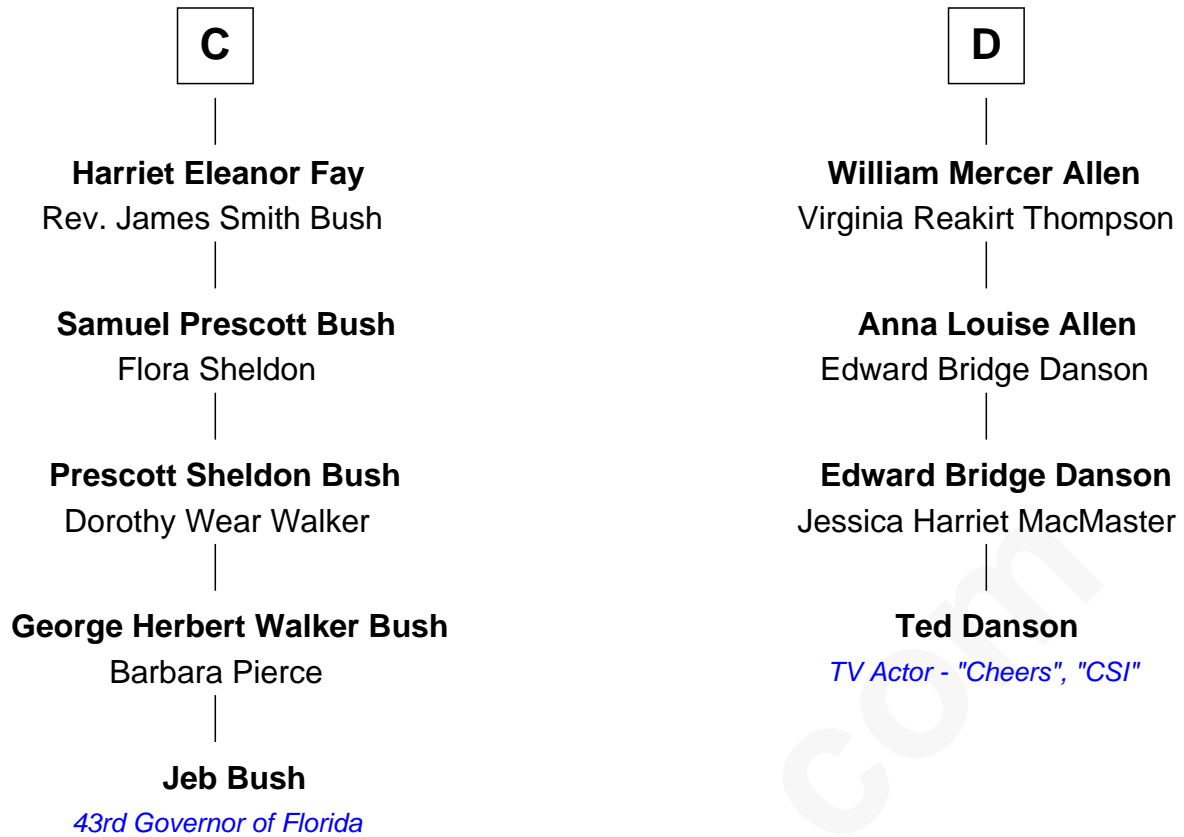 C
Harriet Eleanor Fay
Rev. James Smith Bush
Samuel Prescott Bush
Flora Sheldon
Prescott Sheldon Bush
Dorothy Wear Walker
George Herbert Walker Bush
Barbara Pierce
Jeb Bush
43rd Governor of Florida
D
William Mercer Allen
Virginia Reakirt Thompson
Anna Louise Allen
Edward Bridge Danson
Edward Bridge Danson
Jessica Harriet MacMaster
Ted Danson
TV Actor - "Cheers", "CSI"
com